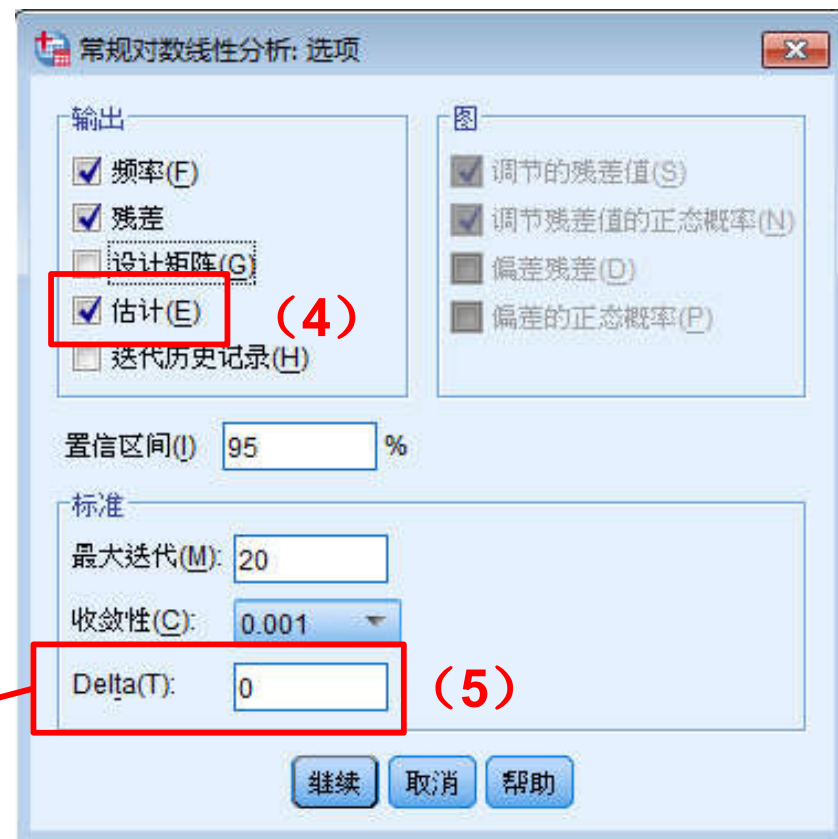 常规对数线性分析: 选项
输出
频率(F)
残差
设计矩阵(G)
估计(E)
(4)
迭代历史记录(H)
图
调节的残差值(S)
调节残差值的正态概率(N)
偏差残差(D)
偏差的正态概率(P)
置信区间(I) 95 %
标准
最大迭代(M): 20
收敛性(C): 0.001
Delta(T): 0
(5)
继续 取消 帮助